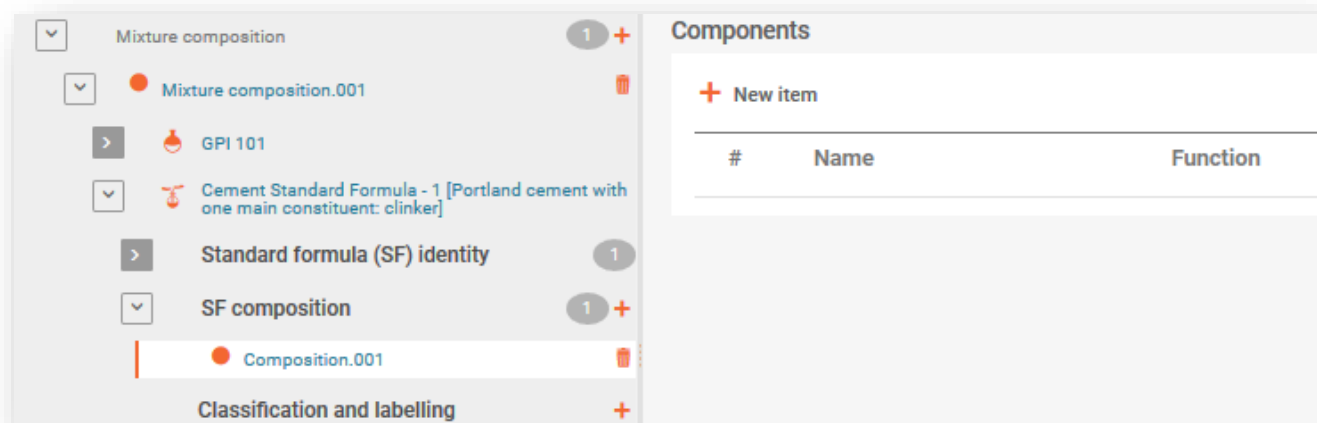 Mixture composition 1 +
Mixture composition.001
GPI 101
Cement Standard Formula - 1 [Portland cement with
one main constituent: clinker]
Standard formula (SF) identity 1
SF composition 1 +
Composition.001
Classification and labelling +
Components
+ New item
# Name Function